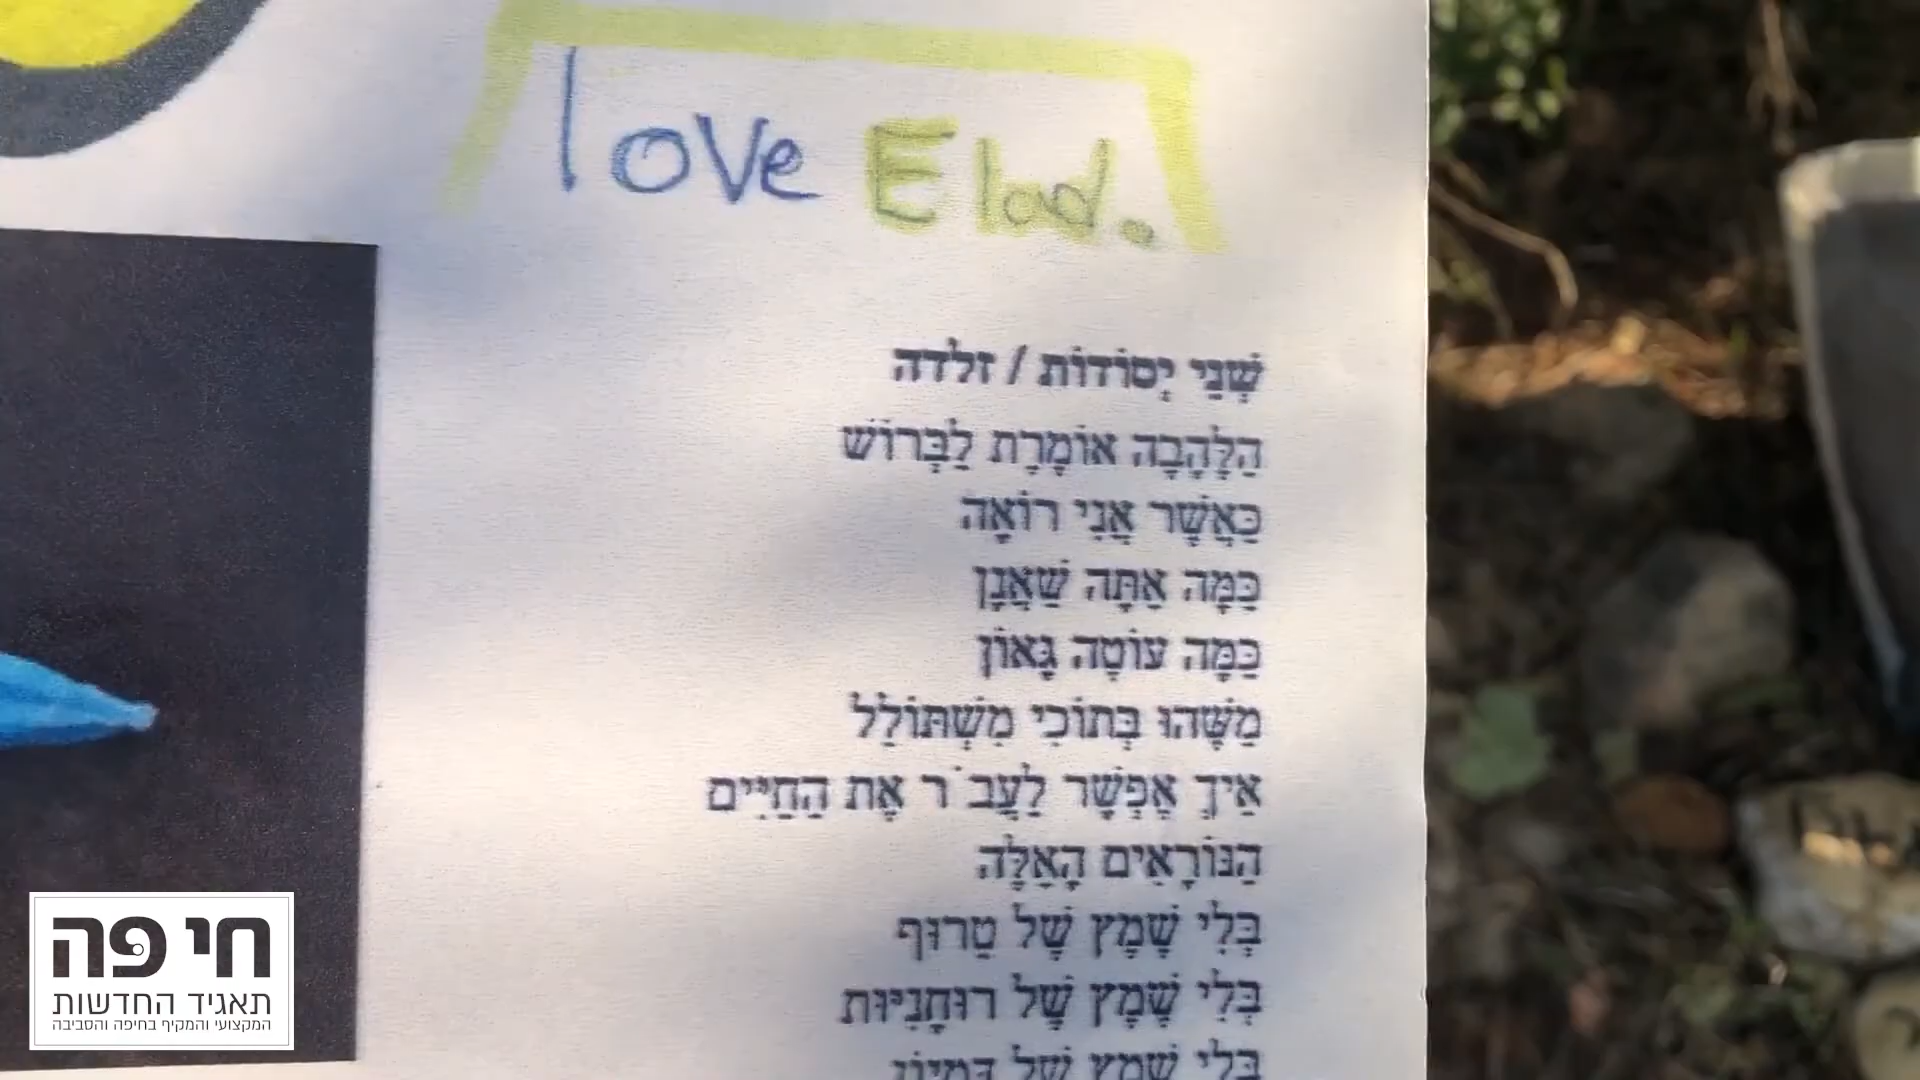 love Elad.
שְׁנֵי יְסוֹדוֹת / זלדה
הַלֶּהָבָה אוֹמֶרֶת לַבְּרוֹשׁ
כַּאֲשֶׁר אֲנִי רוֹאָה
כַּמָּה אַתָּה שַׁאֲנָן
כַּמָּה עוֹטֶה גָּאוֹן
מַשֶּׁהוּ בְּתוֹכִי מִשְׁתּוֹלֵל
אֵיךְ אֶפְשָׁר לַעֲבֹר אֶת הַחַיִּים
הַנּוֹרָאִים הָאֵלֶּה
בְּלִי שֶׁמֶץ שֶׁל טֵרוּף
בְּלִי שֶׁמֶץ שֶׁל רוּחָנִיּוּת
בְּלִי שֶׁמֶץ שֶׁל דִּמְיוֹן
חי פה
תאגיד החדשות
המקצועי והמקיף בחיפה והסביבה